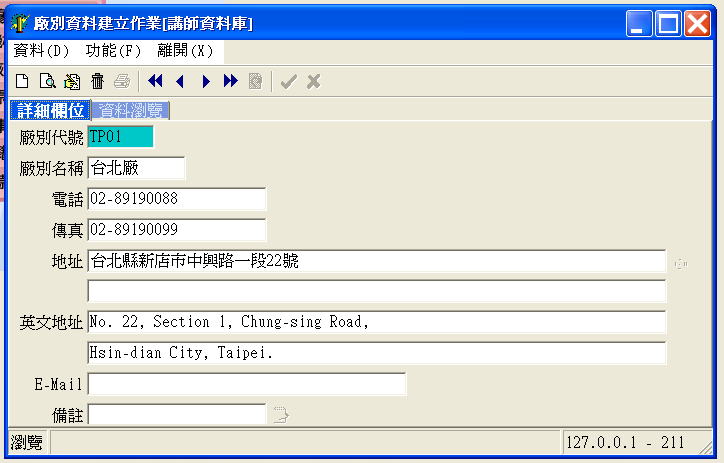 廠別資料建立作業[講師資料庫]
資料(D) 功能(F) 離開(X)
詳細欄位 資料瀏覽
廠別代號 TP01
廠別名稱 台北廠
電話 02-89190088
傳真 02-89190099
地址 台北縣新店市中興路一段22號
英文地址 No. 22, Section 1, Chung-sing Road,
Hsin-dian City, Taipei.
E-Mail
備註
瀏覽 127.0.0.1 - 211